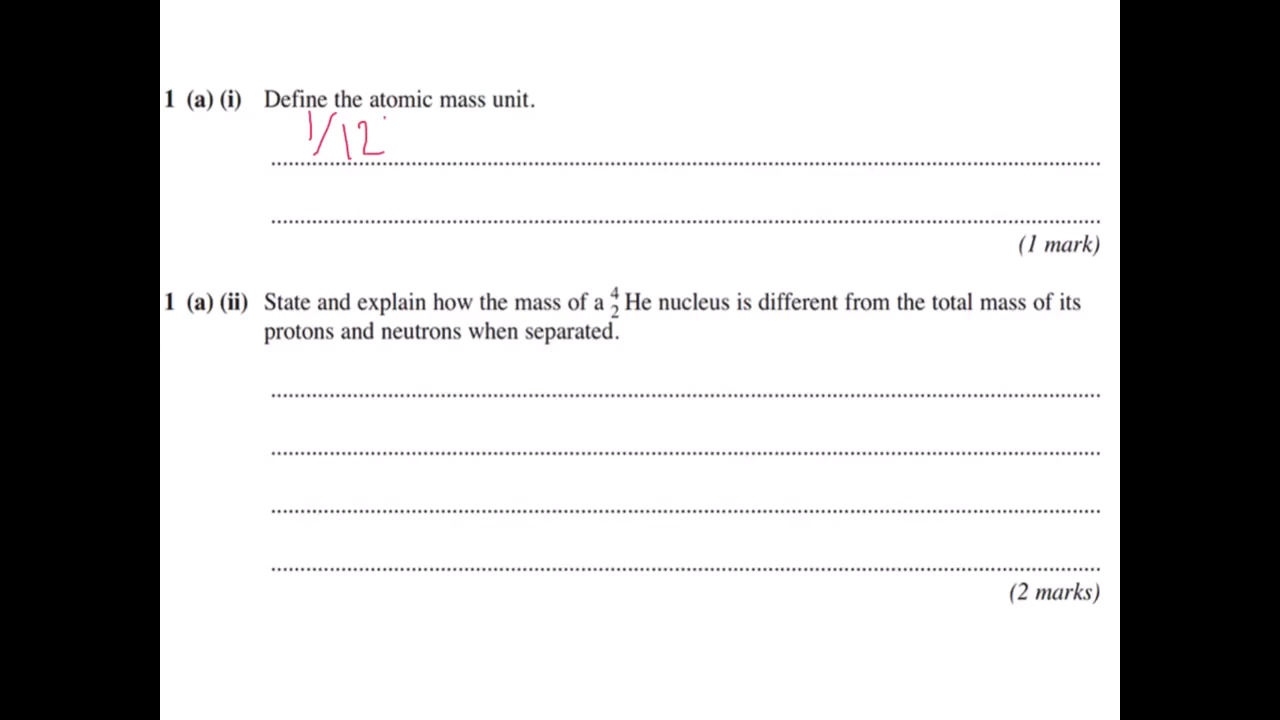 1 (a) (i) Define the atomic mass unit.
1/12
(1 mark)
1 (a) (ii) State and explain how the mass of a ⁴₂He nucleus is different from the total mass of its
protons and neutrons when separated.
(2 marks)